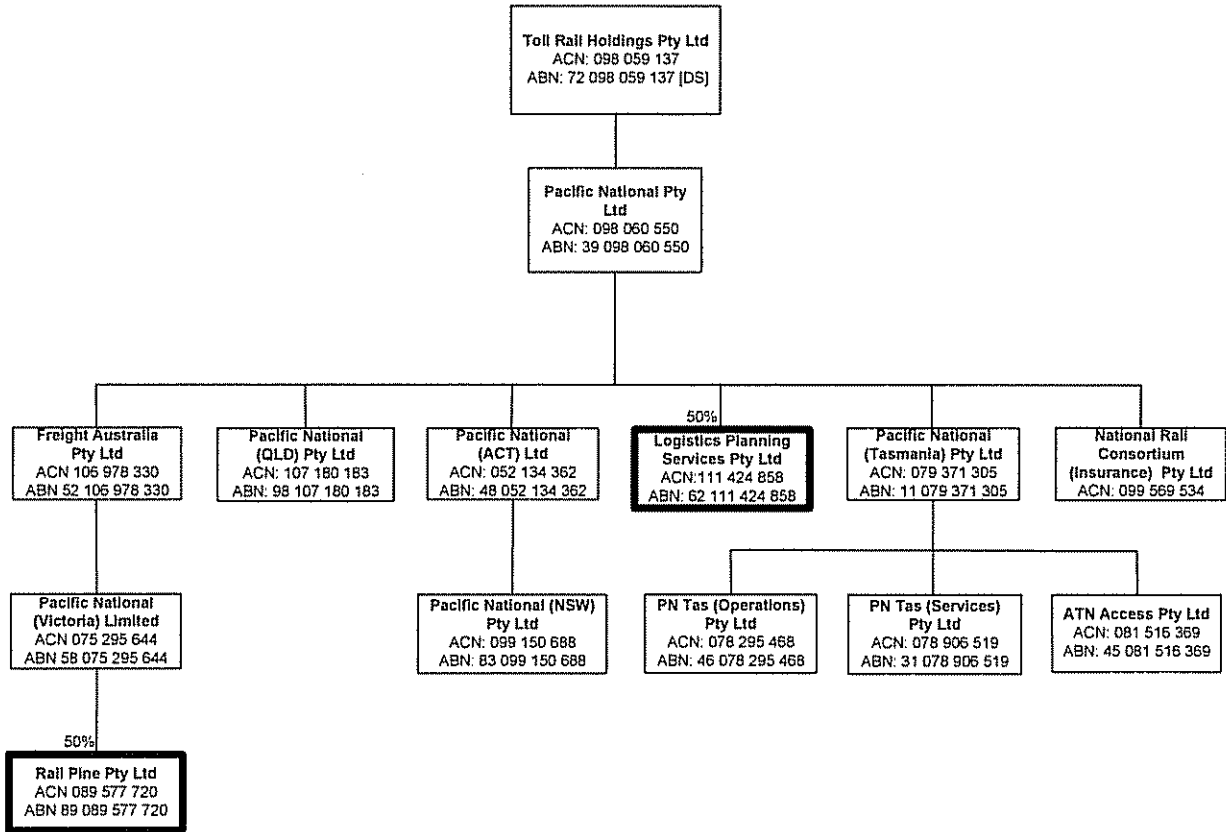 Toll Rail Holdings Pty Ltd
ACN: 098 059 137
ABN: 72 098 059 137 [DS]
Pacific National Pty
Ltd
ACN: 098 060 550
ABN: 39 098 060 550
Freight Australia
Pty Ltd
ACN 106 978 330
ABN 52 106 978 330
Pacific National
(QLD) Pty Ltd
ACN: 107 180 183
ABN: 98 107 180 183
Pacific National
(ACT) Ltd
ACN: 052 134 362
ABN: 48 052 134 362
50%
Logistics Planning
Services Pty Ltd
ACN:111 424 858
ABN: 62 111 424 858
Pacific National
(Tasmania) Pty Ltd
ACN: 079 371 305
ABN: 11 079 371 305
National Rail
Consortium
(Insurance) Pty Ltd
ACN: 099 569 534
Pacific National
(Victoria) Limited
ACN 075 295 644
ABN 58 075 295 644
Pacific National (NSW)
Pty Ltd
ACN: 099 150 688
ABN: 83 099 150 688
PN Tas (Operations)
Pty Ltd
ACN: 078 295 468
ABN: 46 078 295 468
PN Tas (Services)
Pty Ltd
ACN: 078 906 519
ABN: 31 078 906 519
ATN Access Pty Ltd
ACN: 081 516 369
ABN: 45 081 516 369
50%
Rail Pine Pty Ltd
ACN 089 577 720
ABN 89 089 577 720